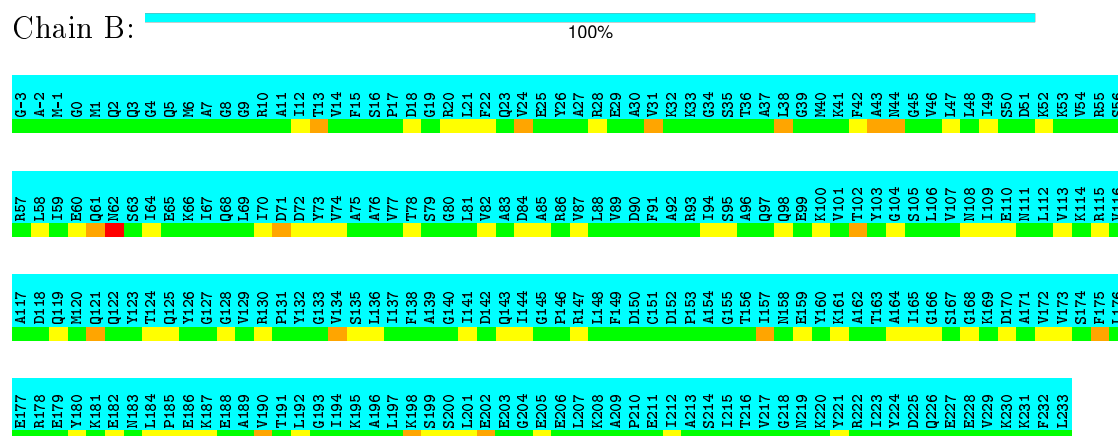 Chain B:
100%
G-3 A-2 M-1 G0 M1 Q2 Q3 G4 Q5 M6 A7 G8 G9 R10 A11 I12 T13 V14 F15 S16 P17 D18 G19 R20 L21 F22 Q23 V24 E25 Y26 A27 R28 E29 A30 V31 K32 K33 G34 S35 T36 A37 L38 G39 M40 K41 F42 A43 N44 G45 V46 L47 L48 I49 S50 D51 K52 K53 V54 R55 S56
R57 L58 I59 E60 Q61 N62 S63 I64 E65 K66 I67 Q68 L69 I70 D71 D72 Y73 V74 A75 A76 V77 T78 S79 G80 L81 V82 A83 D84 A85 R86 V87 L88 V89 D90 F91 A92 R93 I94 S95 A96 Q97 Q98 E99 K100 V101 T102 Y103 G104 S105 L106 V107 N108 I109 E110 N111 L112 V113 K114 R115 V116
A117 D118 Q119 M120 Q121 Q122 Y123 T124 Q125 Y126 G127 G128 V129 R130 P131 Y132 G133 V134 S135 L136 I137 F138 A139 G140 I141 D142 Q143 I144 G145 P146 R147 L148 F149 D150 C151 D152 P153 A154 G155 T156 I157 N158 E159 Y160 K161 A162 T163 A164 I165 G166 S167 G168 K169 D170 A171 V172 V173 S174 F175 L176
E177 R178 E179 Y180 K181 E182 N183 L184 P185 E186 K187 E188 A189 V190 T191 L192 G193 I194 K195 A196 L197 K198 S199 S200 L201 E202 E203 G204 E205 E206 L207 K208 A209 P210 E211 I212 A213 S214 I215 T216 V217 G218 N219 K220 Y221 R222 I223 Y224 D225 Q226 E227 E228 V229 K230 K231 F232 L233